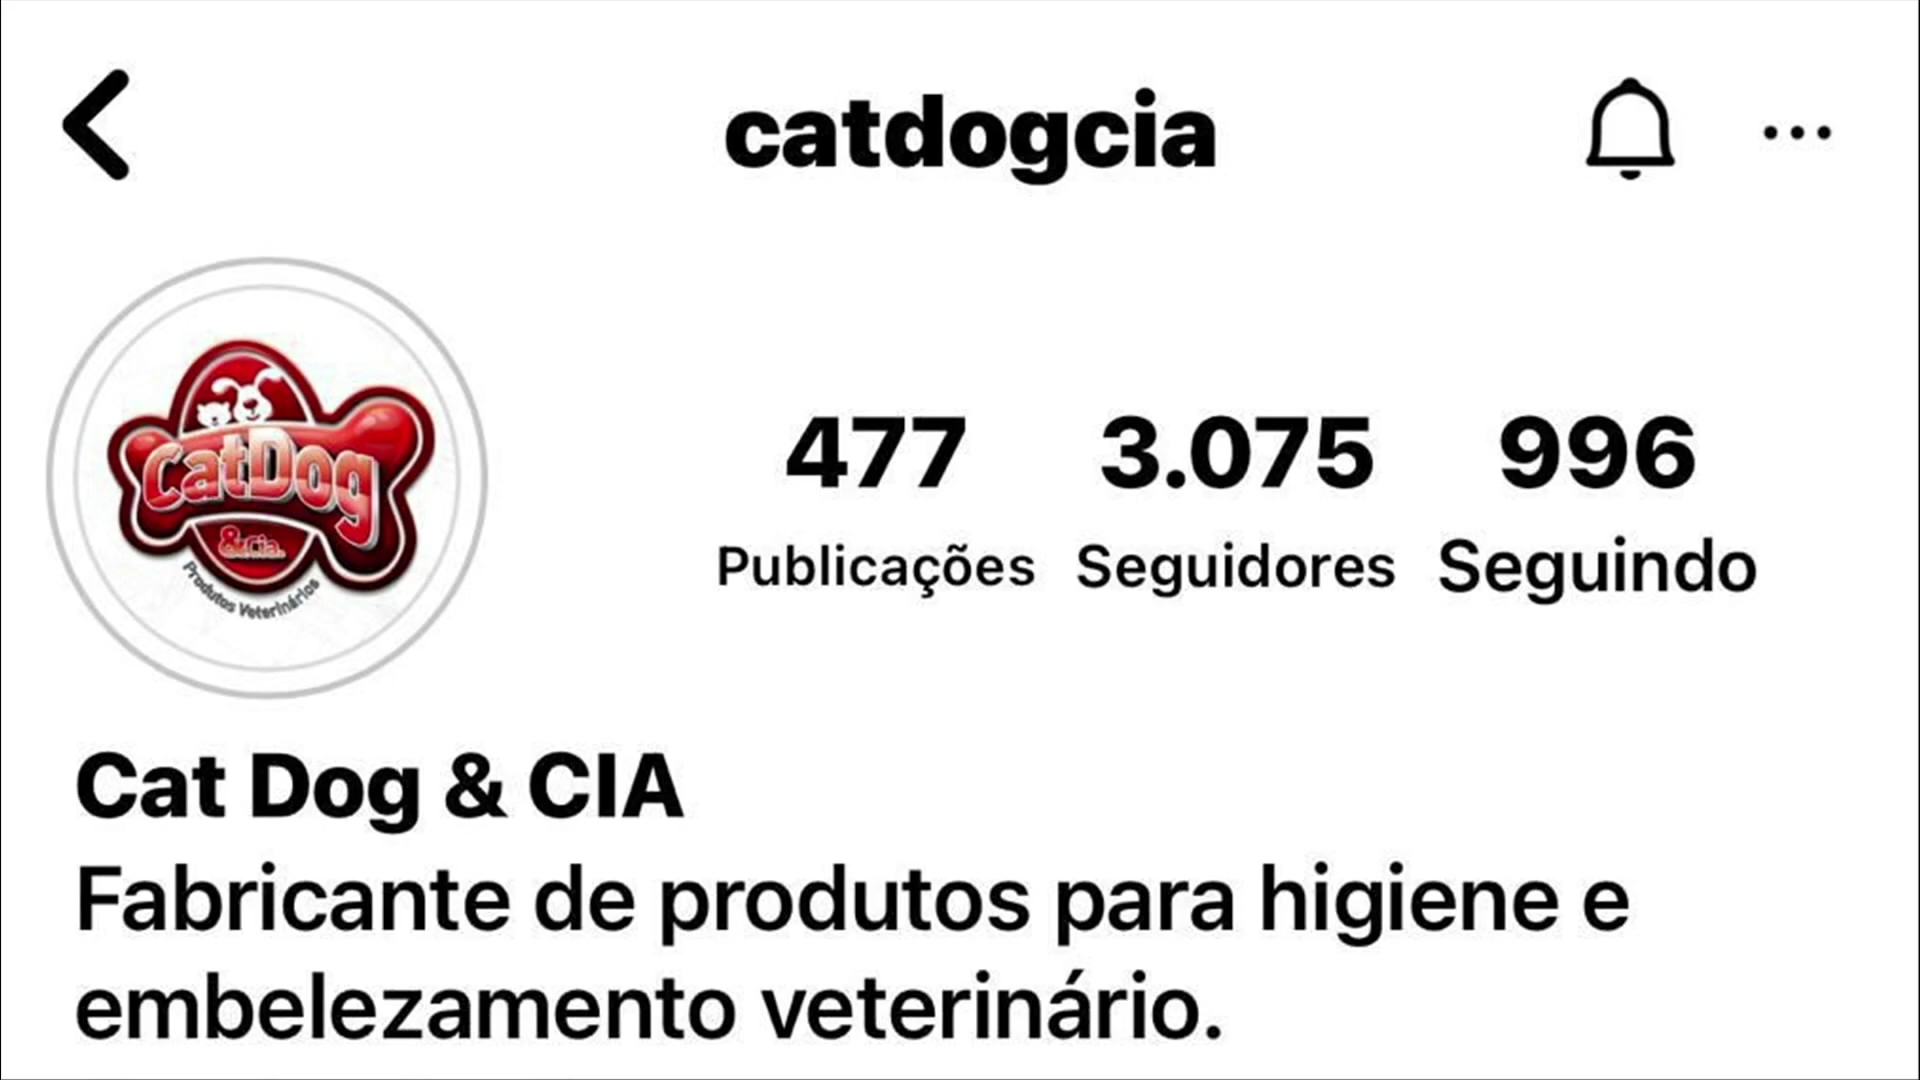 catdogcia
CatDog
&Cia.
Produtos Veterinários
477 3.075 996
Publicações Seguidores Seguindo
Cat Dog & CIA
Fabricante de produtos para higiene e
embelezamento veterinário.